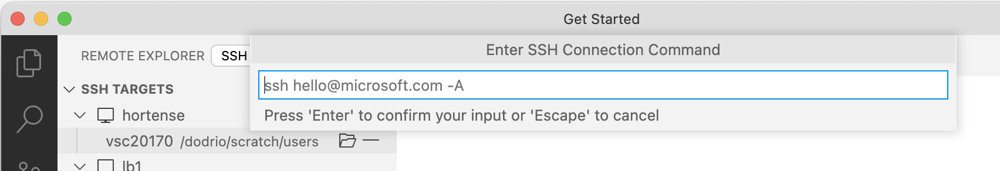 Get Started
REMOTE EXPLORER SSH
Enter SSH Connection Command
ssh hello@microsoft.com -A
Press 'Enter' to confirm your input or 'Escape' to cancel
SSH TARGETS
hortense
vsc20170 /dodrio/scratch/users
lb1